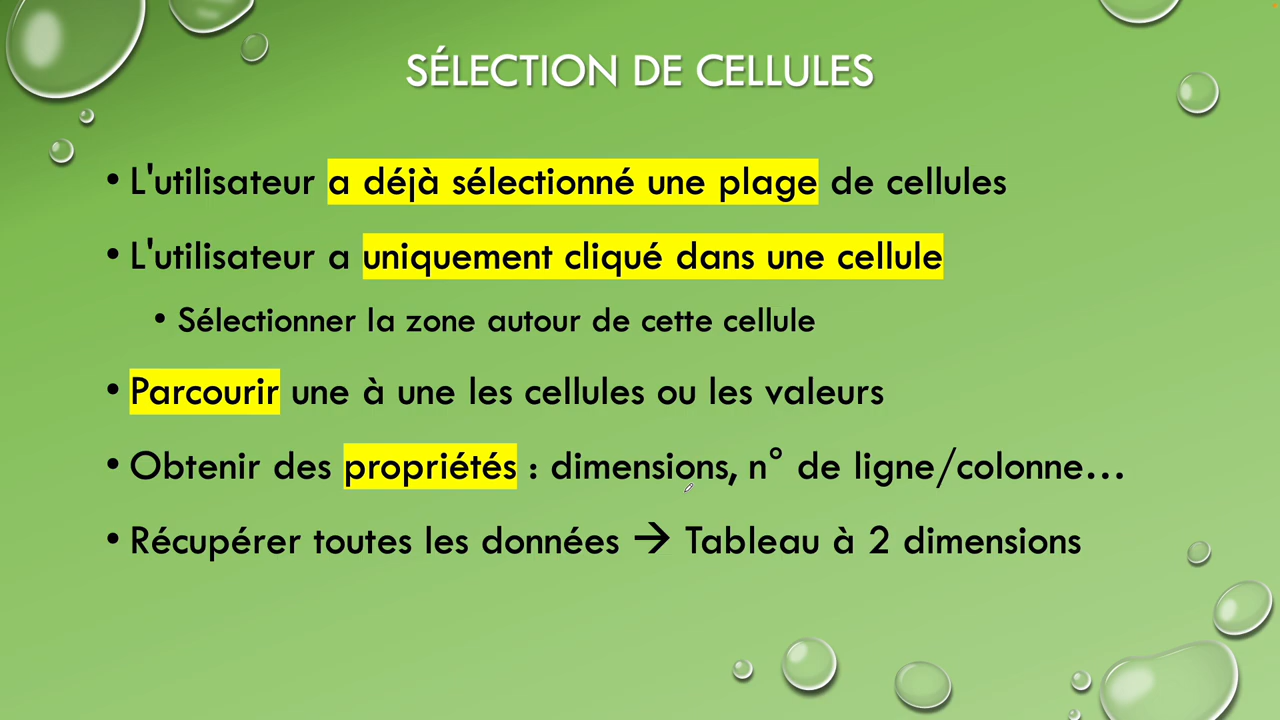 SÉLECTION DE CELLULES
• L'utilisateur a déjà sélectionné une plage de cellules
• L'utilisateur a uniquement cliqué dans une cellule
• Sélectionner la zone autour de cette cellule
• Parcourir une à une les cellules ou les valeurs
• Obtenir des propriétés : dimensions, n° de ligne/colonne…
• Récupérer toutes les données → Tableau à 2 dimensions